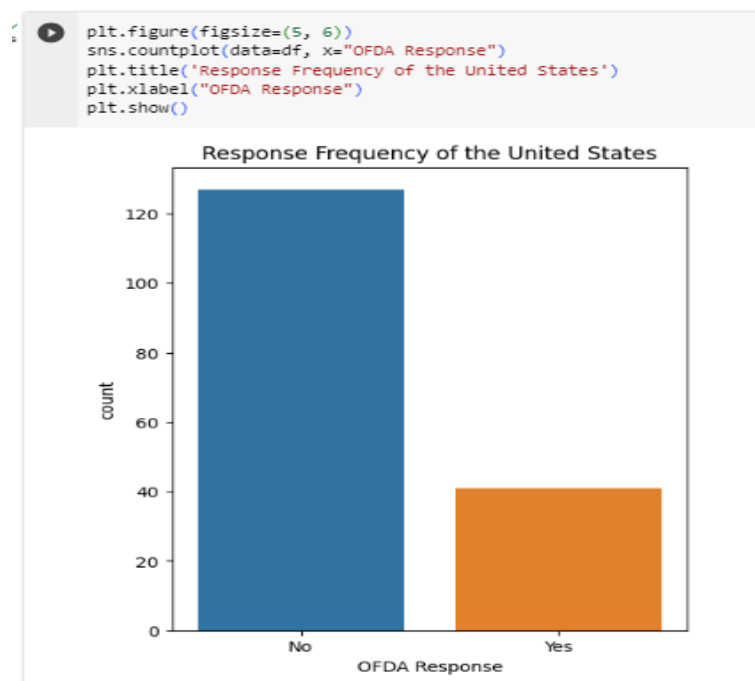 plt.figure(figsize=(5, 6))
sns.countplot(data=df, x="OFDA Response")
plt.title('Response Frequency of the United States')
plt.xlabel("OFDA Response")
plt.show()
Response Frequency of the United States
120
100
80
60
40
20
0
count
No Yes
OFDA Response